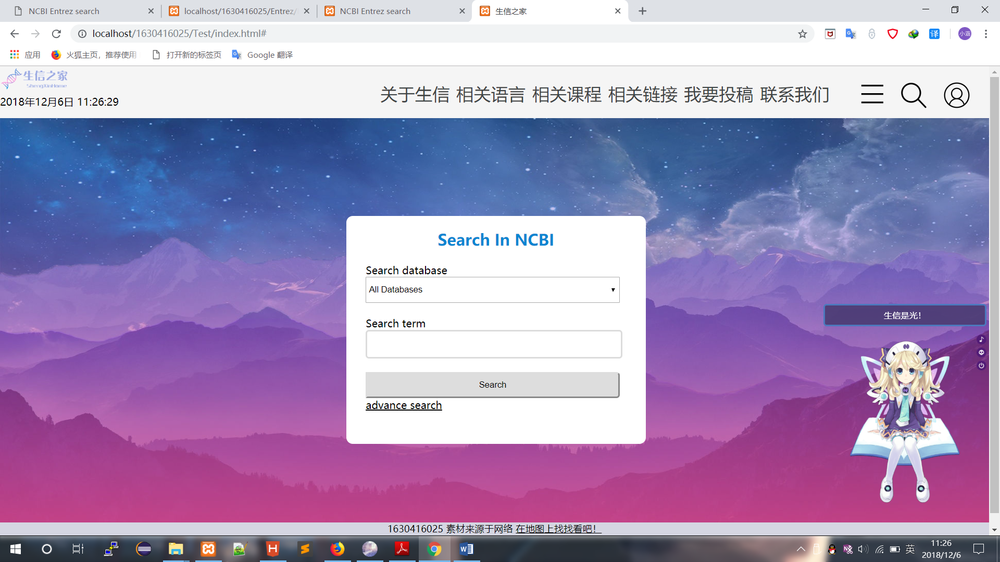 NCBI Entrez search
localhost/1630416025/Entrez/
NCBI Entrez search
生信之家
localhost/1630416025/Test/index.html#
小涵
应用
火狐主页，推荐使用
打开新的标签页
Google 翻译
译
生信之家
ShengXinHome
2018年12月6日 11:26:29
关于生信 相关语言 相关课程 相关链接 我要投稿 联系我们
Search In NCBI
Search database
All Databases
Search term
Search
advance search
生信是光！
1630416025 素材来源于网络 在地图上找找看吧！
英
11:26
2018/12/6